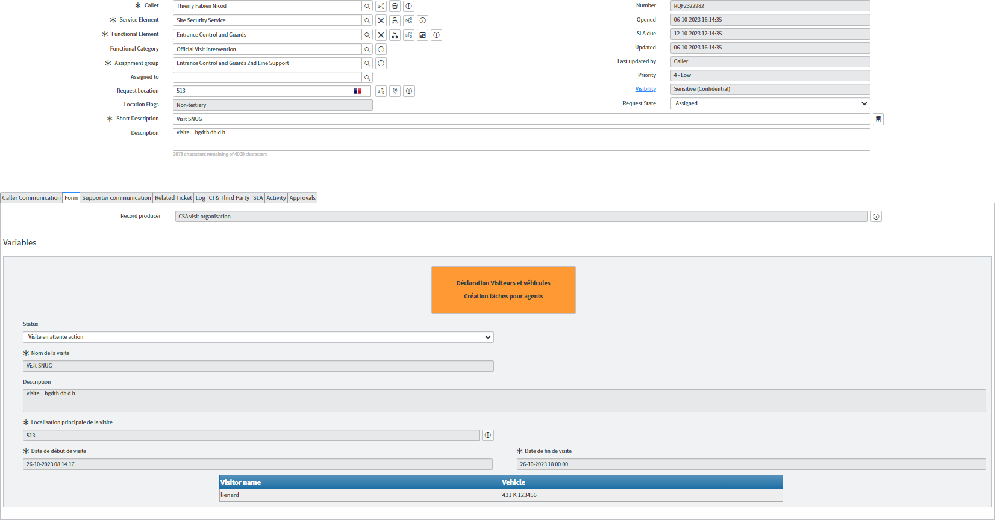 Caller Thierry Fabien Nicod Number RQF2322982
Service Element Site Security Service Opened 06-10-2023 16:14:35
Functional Element Entrance Control and Guards SLA due 12-10-2023 12:14:35
Functional Category Official Visit intervention Updated 06-10-2023 16:14:35
Assignment group Entrance Control and Guards 2nd Line Support Last updated by Caller
Assigned to Priority 4 - Low
Request Location 513 Visibility Sensitive (Confidential)
Location Flags Non-tertiary Request State Assigned
Short Description Visit SNUG
Description visite... hgdth dh d h
3978 characters remaining of 4000 characters
Caller Communication Form Supporter communication Related Ticket Log CI & Third Party SLA Activity Approvals
Record producer CSA visit organisation
Variables
Déclaration Visiteurs et véhicules
Création tâches pour agents
Status
Visite en attente action
Nom de la visite
Visit SNUG
Description
visite... hgdth dh d h
Localisation principale de la visite
513
Date de début de visite Date de fin de visite
26-10-2023 08:14:17 26-10-2023 18:00:00
Visitor name Vehicle
lienard 431 K 123456